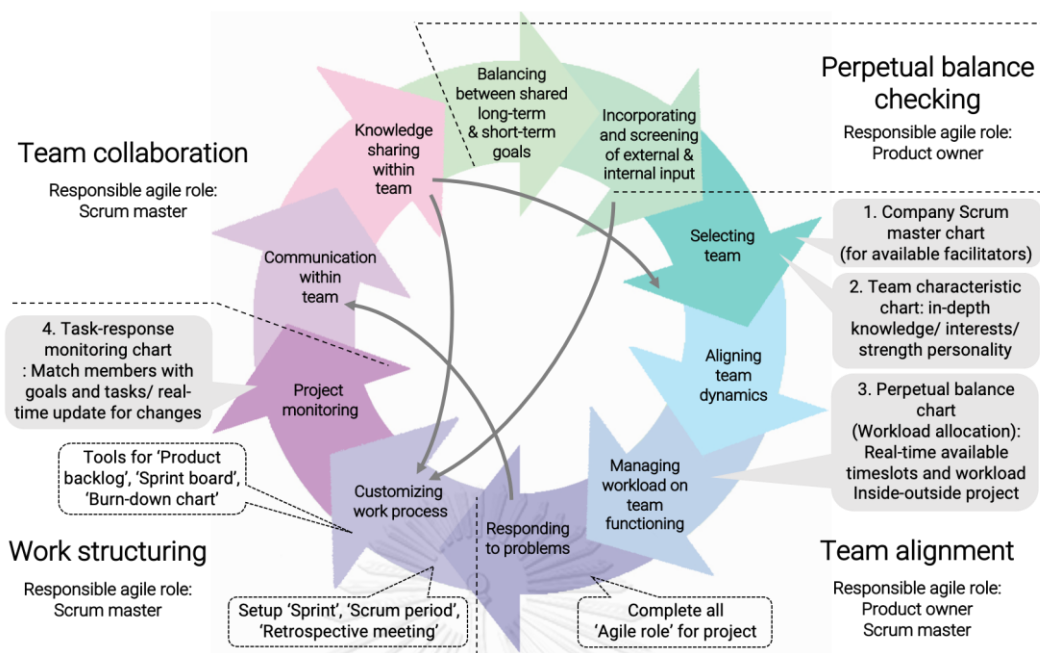 Balancing
between shared
long-term
& short-term
goals
Incorporating
and screening
of external &
internal input
Perpetual balance
checking
Responsible agile role:
Product owner
Knowledge
sharing within
team
Team collaboration
Responsible agile role:
Scrum master
Selecting
team
1. Company Scrum
master chart
(for available facilitators)
2. Team characteristic
chart: in-depth
knowledge/ interests/
strength personality
Communication
within
team
4. Task-response
monitoring chart
: Match members with
goals and tasks/ real-
time update for changes
Project
monitoring
Aligning
team
dynamics
3. Perpetual balance
chart
(Workload allocation):
Real-time available
timeslots and workload
Inside-outside project
Tools for ‘Product
backlog’, ‘Sprint board’,
‘Burn-down chart’
Customizing
work process
Responding
to problems
Managing
workload on
team
functioning
Work structuring
Responsible agile role:
Scrum master
Setup ‘Sprint’, ‘Scrum period’,
‘Retrospective meeting’
Complete all
‘Agile role’ for project
Team alignment
Responsible agile role:
Product owner
Scrum master